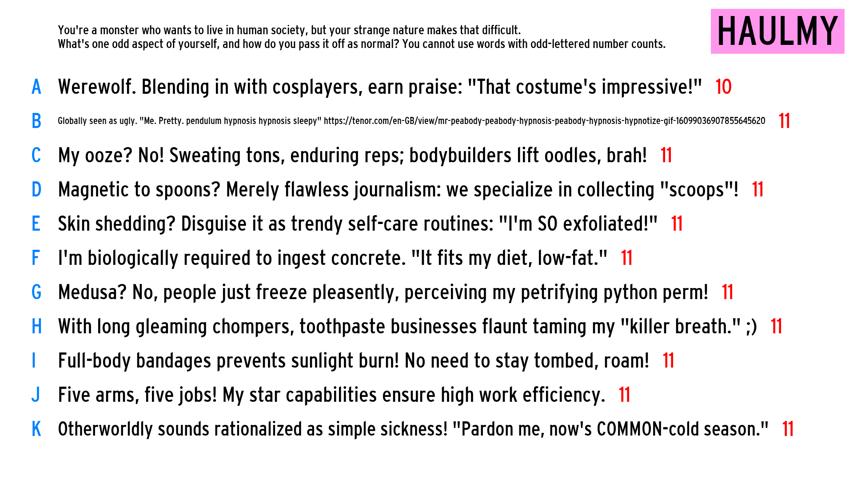 You're a monster who wants to live in human society, but your strange nature makes that difficult.
What's one odd aspect of yourself, and how do you pass it off as normal? You cannot use words with odd-lettered number counts.
HAULMY
A Werewolf. Blending in with cosplayers, earn praise: "That costume's impressive!" 10
B Globally seen as ugly. "Me. Pretty. pendulum hypnosis hypnosis sleepy" https://tenor.com/en-GB/view/mr-peabody-peabody-hypnosis-peabody-hypnosis-hypnotize-gif-16099036907855645620 11
C My ooze? No! Sweating tons, enduring reps; bodybuilders lift oodles, brah! 11
D Magnetic to spoons? Merely flawless journalism: we specialize in collecting "scoops"! 11
E Skin shedding? Disguise it as trendy self-care routines: "I'm SO exfoliated!" 11
F I'm biologically required to ingest concrete. "It fits my diet, low-fat." 11
G Medusa? No, people just freeze pleasently, perceiving my petrifying python perm! 11
H With long gleaming chompers, toothpaste businesses flaunt taming my "killer breath." ;) 11
I Full-body bandages prevents sunlight burn! No need to stay tombed, roam! 11
J Five arms, five jobs! My star capabilities ensure high work efficiency. 11
K Otherworldly sounds rationalized as simple sickness! "Pardon me, now's COMMON-cold season." 11